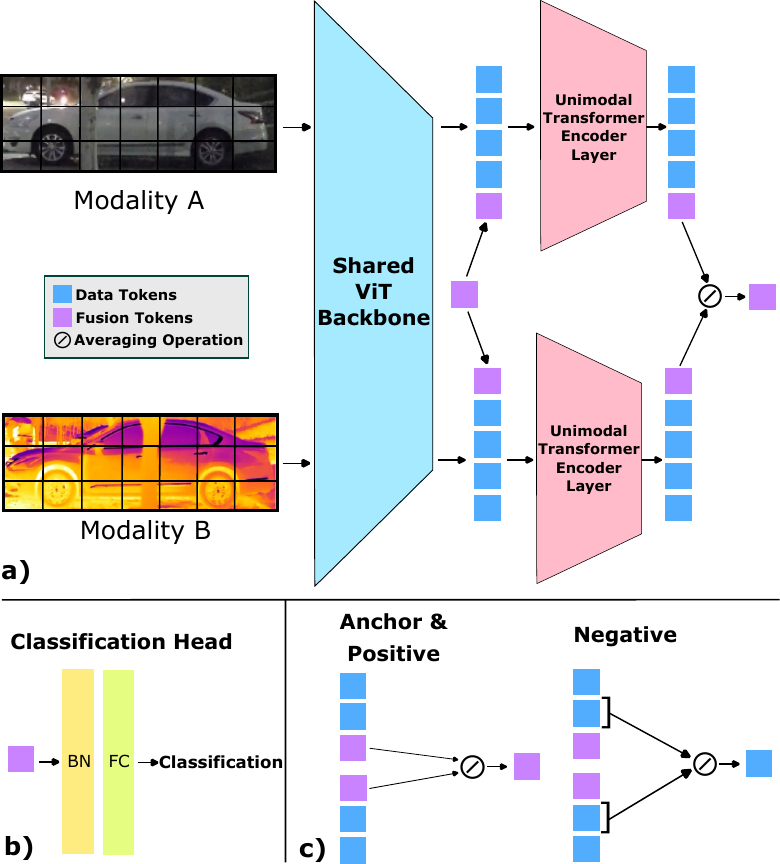 Modality A
Shared
ViT
Backbone
Unimodal
Transformer
Encoder
Layer
Data Tokens
Fusion Tokens
Averaging Operation
Modality B
Unimodal
Transformer
Encoder
Layer
a)
Classification Head
BN
FC
Classification
b)
Anchor &
Positive
Negative
c)